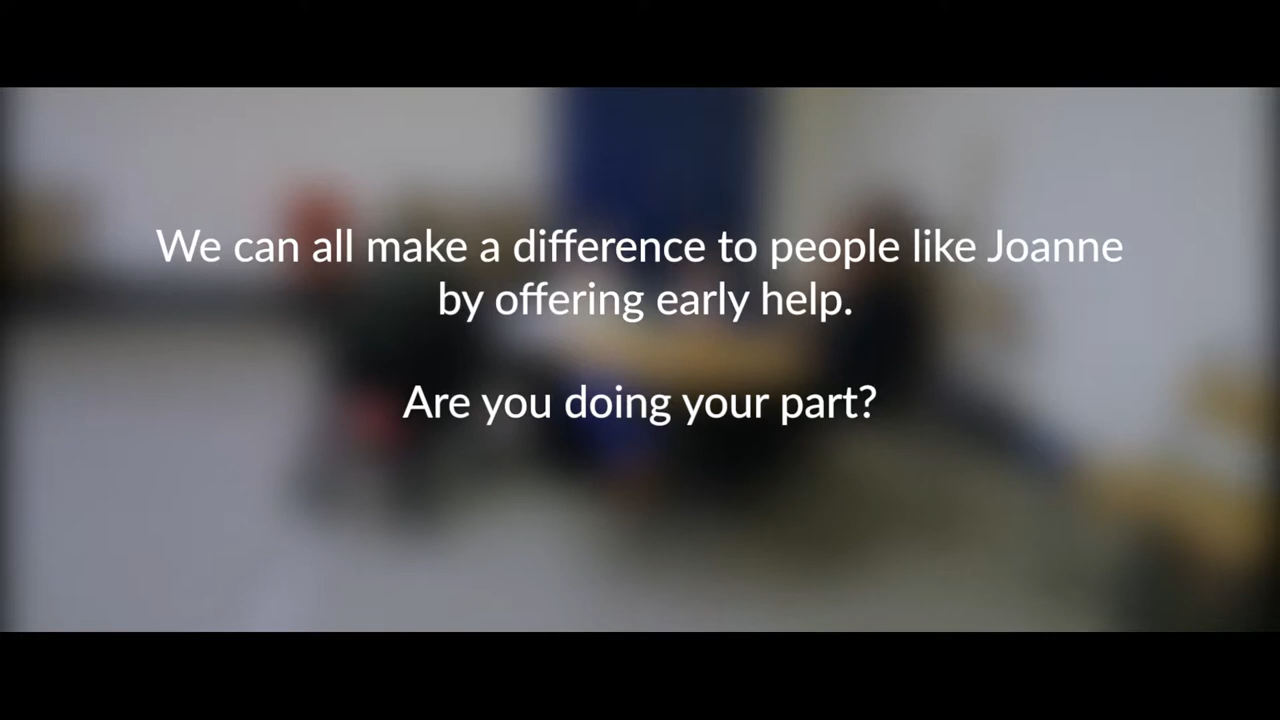 We can all make a difference to people like Joanne
by offering early help.
Are you doing your part?